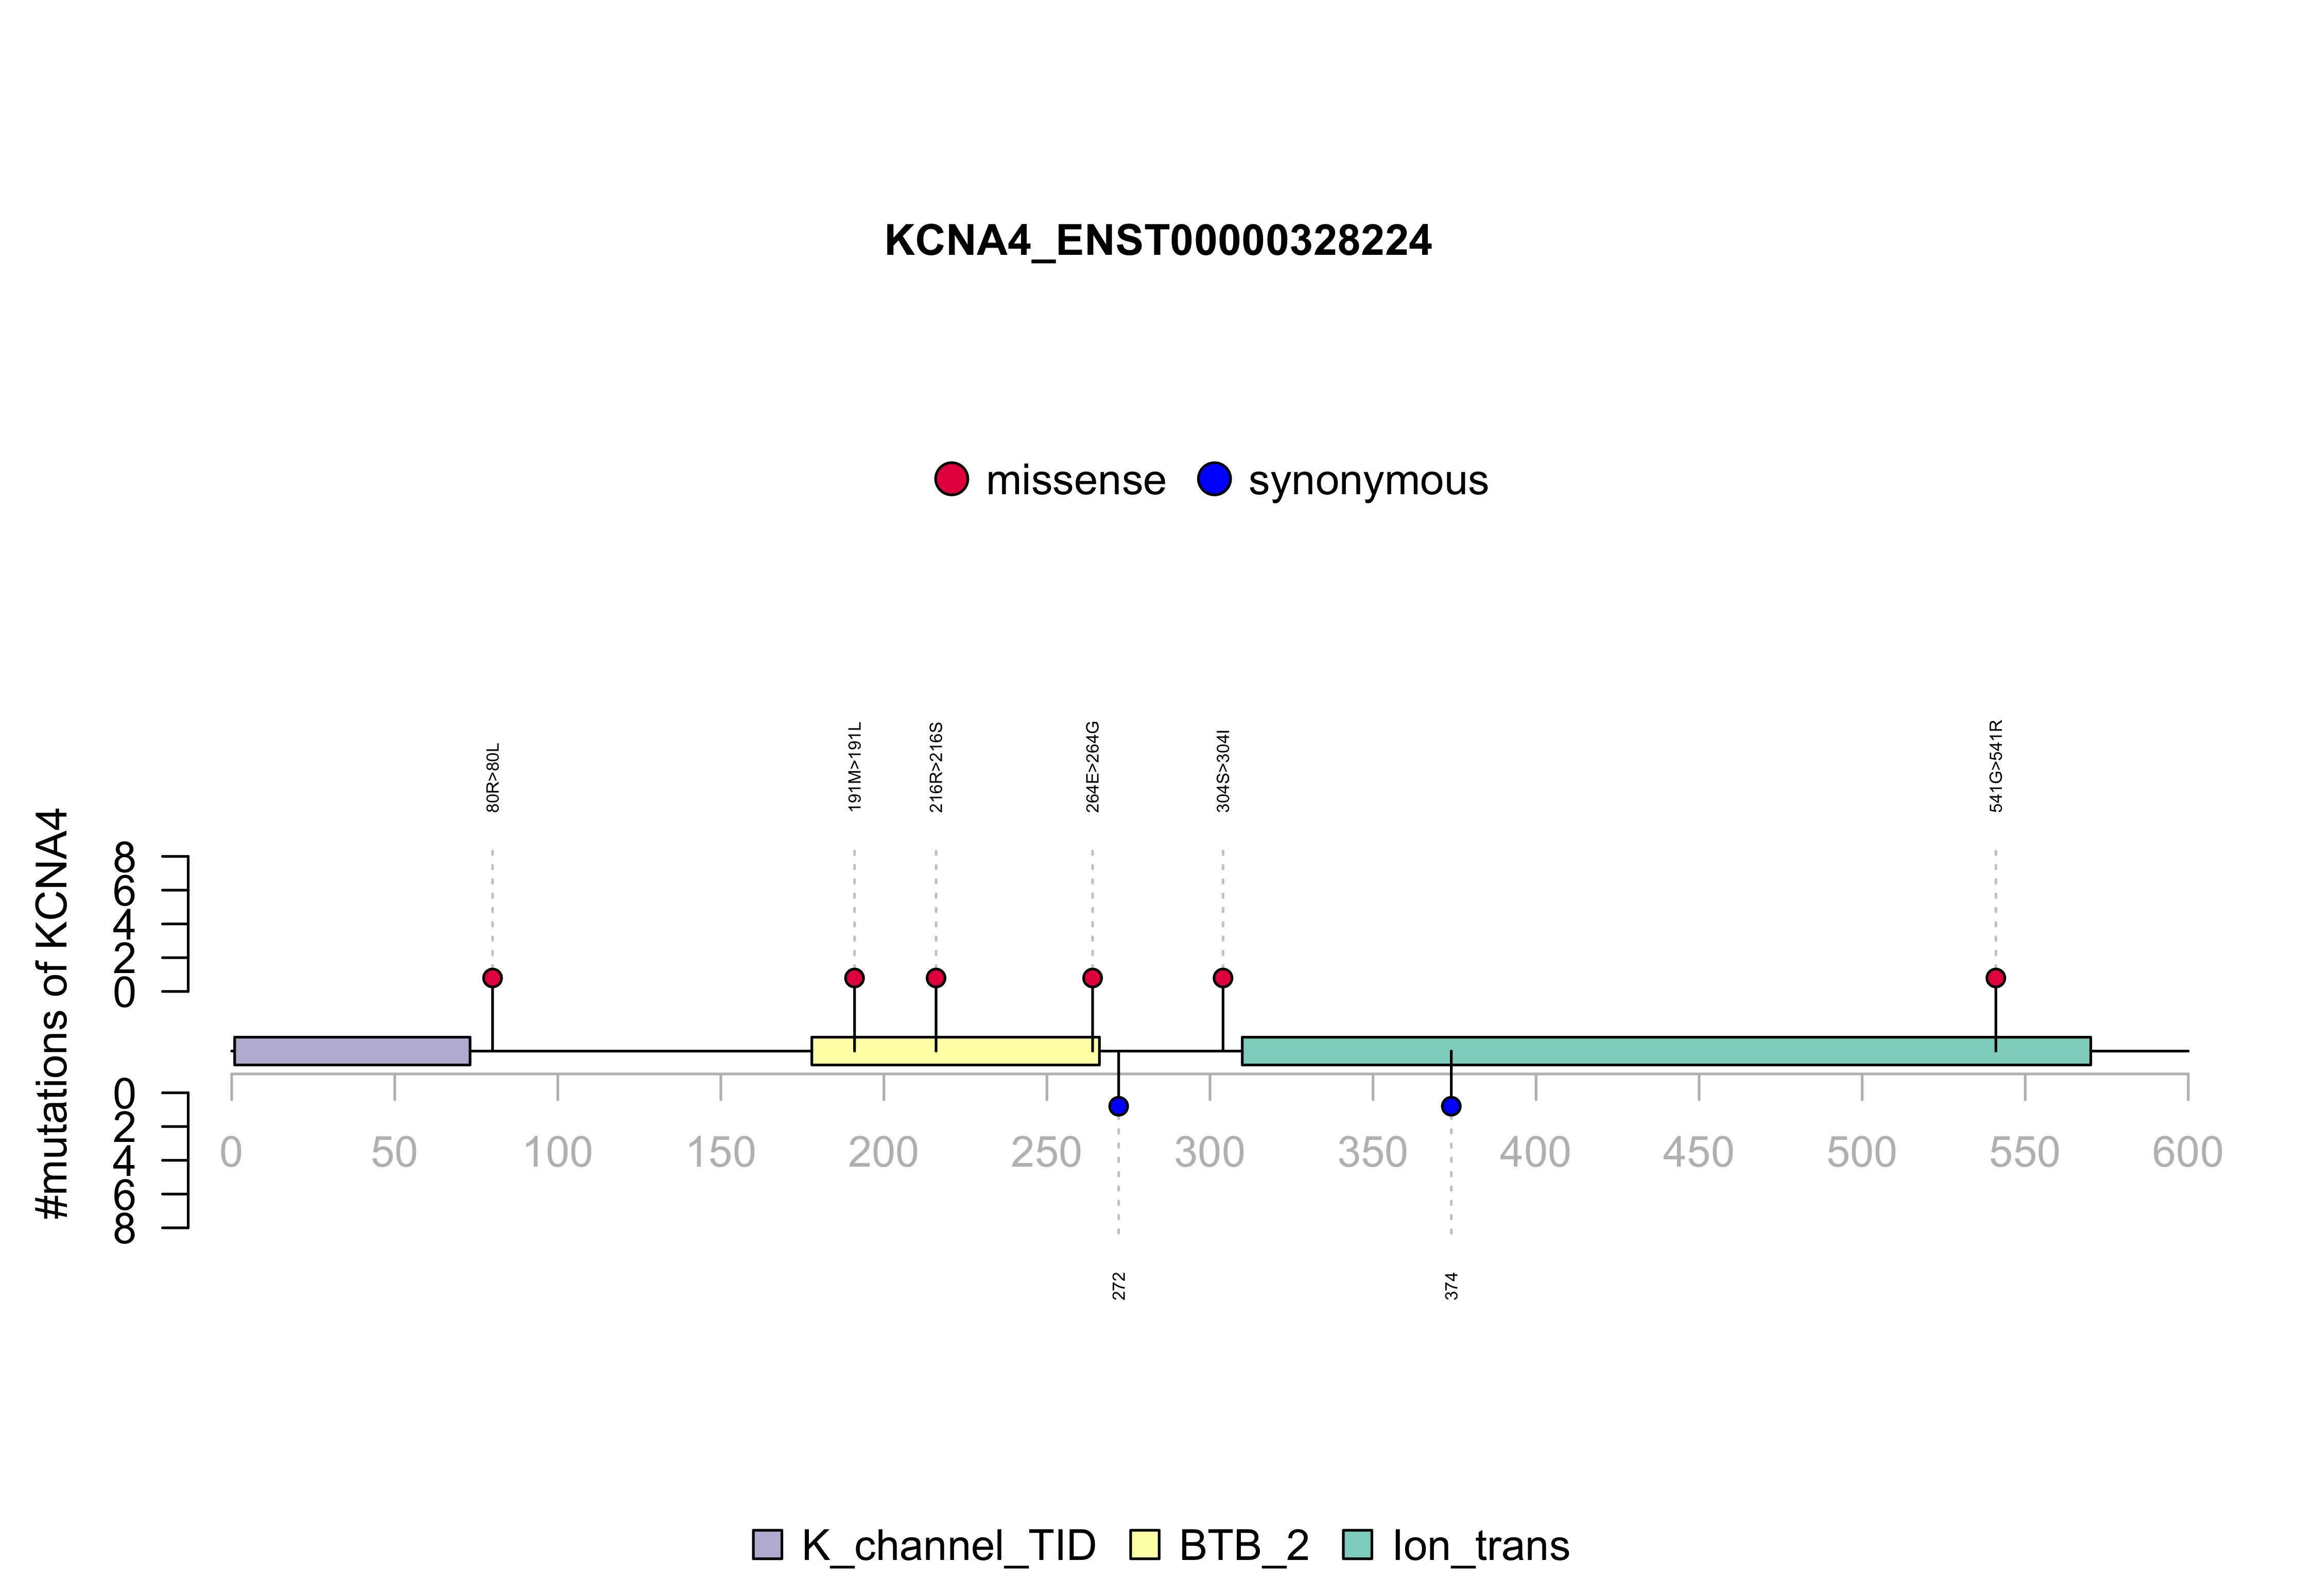 KCNA4_ENST00000328224
missense synonymous
80R>80L 191M>191L 216R>216S 264E>264G 304S>304I 541G>541R
#mutations of KCNA4
8
6
4
2
0
0
2
4
6
8
0 50 100 150 200 250 300 350 400 450 500 550 600
272 374
K_channel_TID BTB_2 Ion_trans